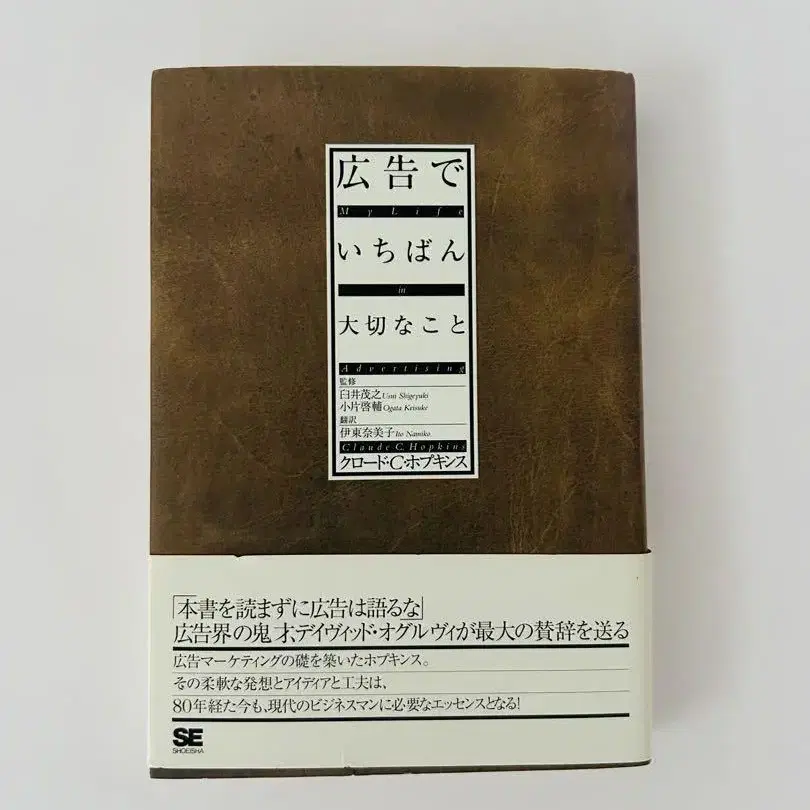 広告で
My Life
いちばん
in
大切なこと
Advertising
監修
臼井茂之 Usui Shigeyuki
小片啓輔 Ogata Keisuke
翻訳
伊東奈美子 Ito Namiko
Claude C. Hopkins
クロード・C・ホプキンス
「本書を読まずに広告は語るな」
広告界の鬼才、デイヴィッド・オグルヴィが最大の賛辞を送る
広告マーケティングの礎を築いたホプキンス。
その柔軟な発想とアイディアと工夫は、
80年経た今も、現代のビジネスマンに必要なエッセンスとなる!
SE
SHOEISHA